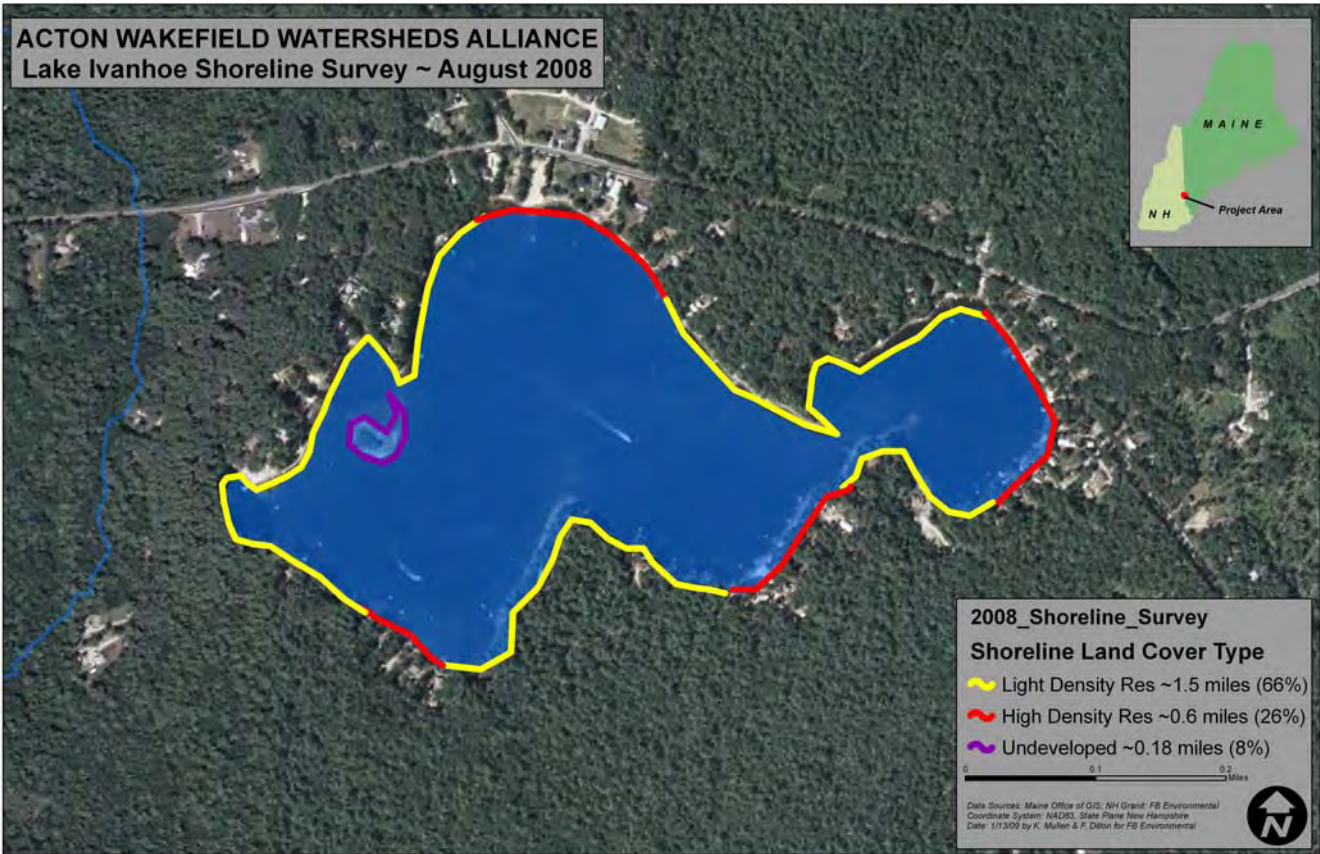 ACTON WAKEFIELD WATERSHEDS ALLIANCE
Lake Ivanhoe Shoreline Survey ~ August 2008
MAINE
NH
Project Area
2008_Shoreline_Survey
Shoreline Land Cover Type
Light Density Res ~1.5 miles (66%)
High Density Res ~0.6 miles (26%)
Undeveloped ~0.18 miles (8%)
0 0.1 0.2
Miles
Data Sources: Maine Office of GIS; NH Granit; FB Environmental
Coordinate System: NAD83, State Plane New Hampshire
Date: 1/13/09 by K. Mullen & F. Dillon for FB Environmental
N